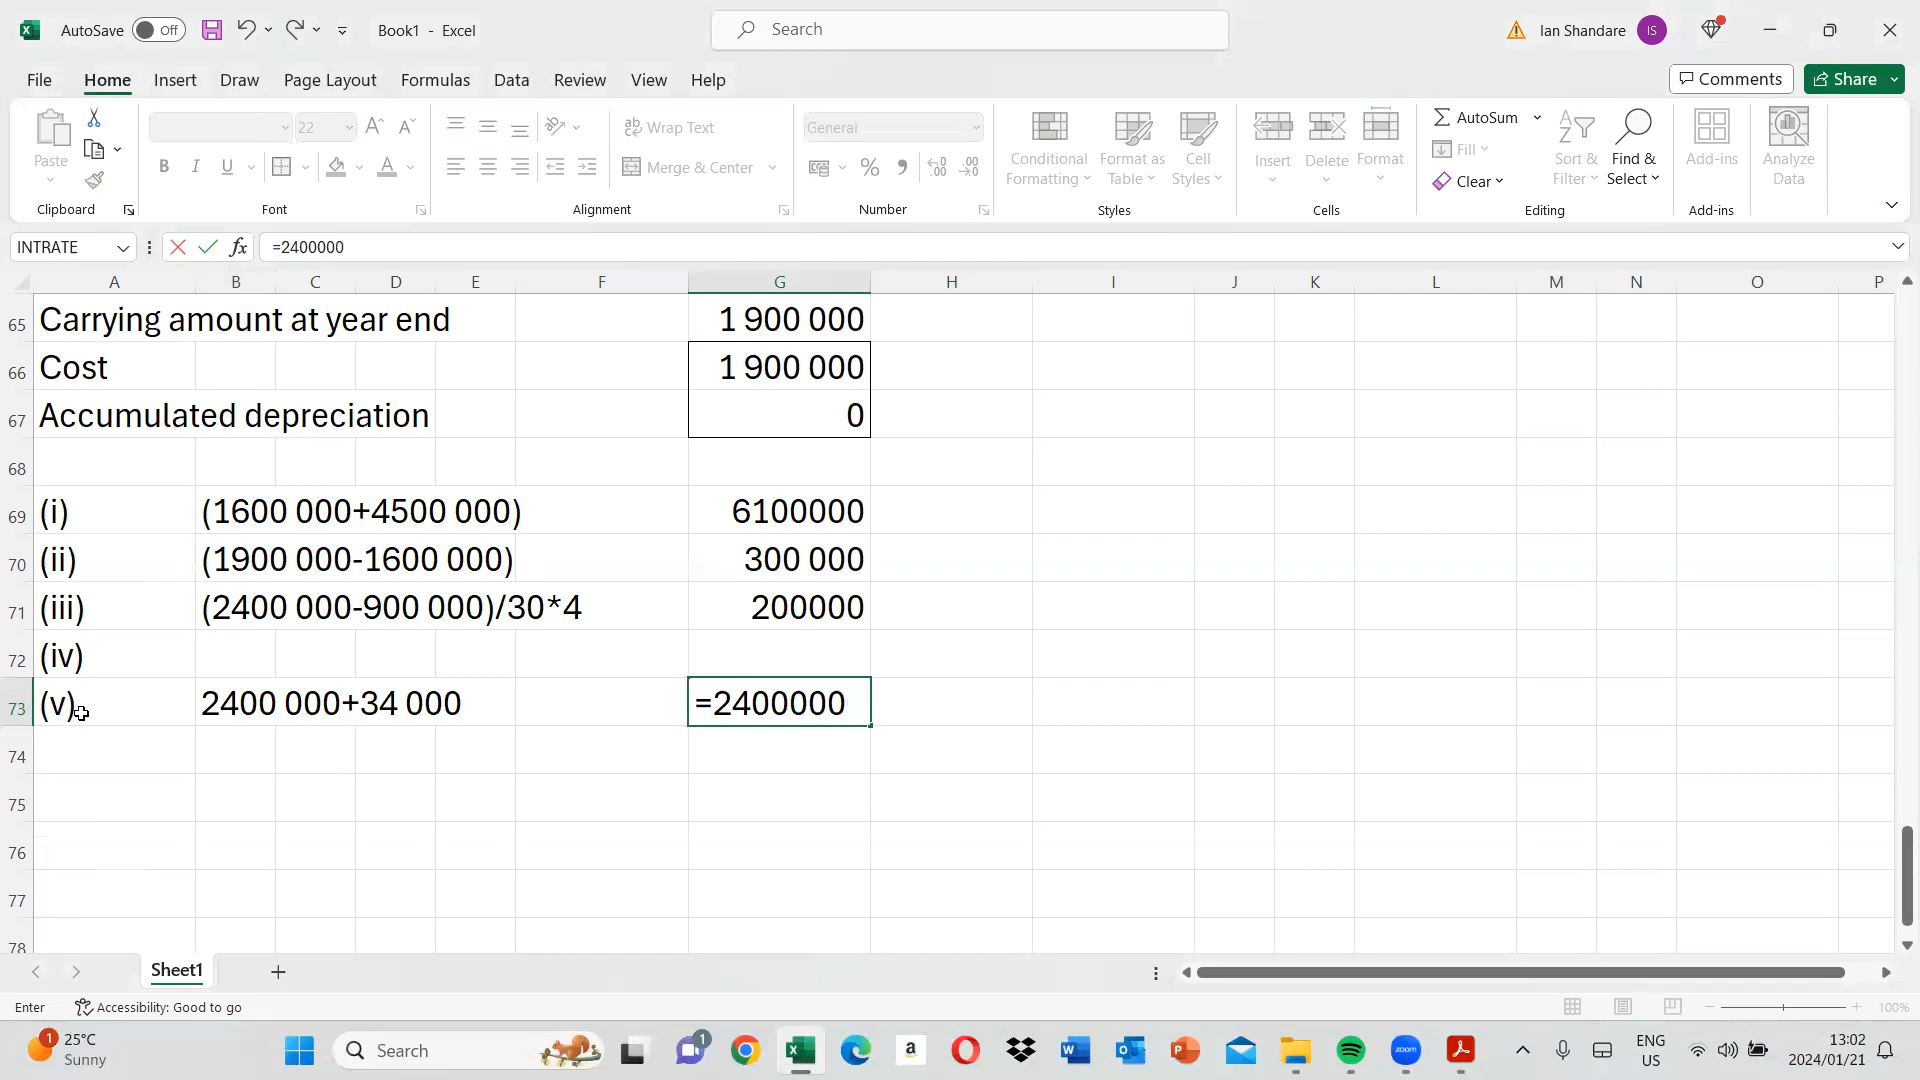 AutoSave Off Book1 - Excel Search Ian Shandare IS
File Home Insert Draw Page Layout Formulas Data Review View Help Comments Share
Paste 22 Wrap Text General Conditional Formatting Format as Table Cell Styles Insert Delete Format AutoSum Fill Clear Sort & Filter Find & Select Add-ins Analyze Data
Merge & Center
Clipboard Font Alignment Number Styles Cells Editing Add-ins
INTRATE fx =2400000
A B C D E F G H I J K L M N O P
65 Carrying amount at year end 1 900 000
66 Cost 1 900 000
67 Accumulated depreciation 0
68
69 (i) (1600 000+4500 000) 6100000
70 (ii) (1900 000-1600 000) 300 000
71 (iii) (2400 000-900 000)/30*4 200000
72 (iv)
73 (v) 2400 000+34 000 =2400000
74
75
76
77
78
Sheet1
Enter Accessibility: Good to go 100%
1 25°C Sunny Search 1 a W P zoom ENG US 13:02 2024/01/21